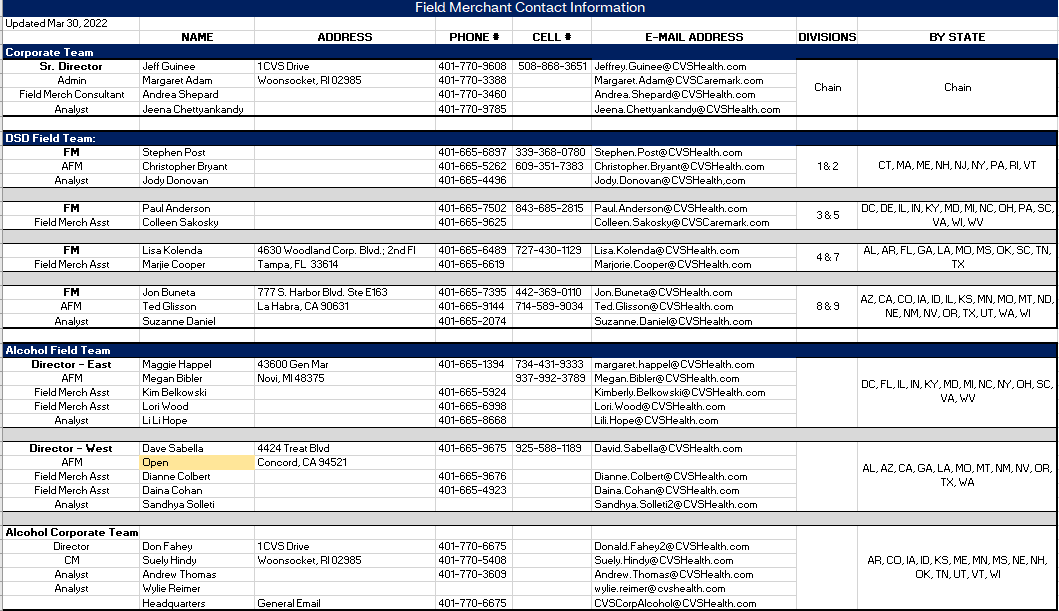 Field Merchant Contact Information
Updated Mar 30, 2022
NAME ADDRESS PHONE # CELL # E-MAIL ADDRESS DIVISIONS BY STATE
Corporate Team
Sr. Director Jeff Guinee 1 CVS Drive 401-770-9608 508-868-3651 Jeffrey.Guinee@CVSHealth.com
Admin Margaret Adam Woonsocket, RI 02985 401-770-3388 Margaret.Adam@CVSCaremark.com
Chain Chain
Field Merch Consultant Andrea Shepard 401-770-3460 Andrea.Shepard@CVSHealth.com
Analyst Jeena Chettyankandy 401-770-9785 Jeena.Chettyankandy@CVSHealth.com
DSD Field Team:
FM Stephen Post 401-665-6897 339-368-0780 Stephen.Post@CVSHealth.com
AFM Christopher Bryant 401-665-5262 609-351-7383 Christopher.Bryant@CVSHealth.com 1 & 2 CT, MA, ME, NH, NJ, NY, PA, RI, VT
Analyst Jody Donovan 401-665-4496 Jody.Donovan@CVSHealth,com
FM Paul Anderson 401-665-7502 843-685-2815 Paul.Anderson@CVSHealth.com DC, DE, IL, IN, KY, MD, MI, NC, OH, PA, SC,
3 & 5
Field Merch Asst Colleen Sakosky 401-665-9625 Colleen.Sakosky@CVSCaremark.com VA, WI, WV
FM Lisa Kolenda 4630 Woodland Corp. Blvd.; 2nd Fl 401-665-6489 727-430-1129 Lisa.Kolenda@CVSHealth.com AL, AR, FL, GA, LA, MO, MS, OK, SC, TN,
4 & 7
Field Merch Asst Marjie Cooper Tampa, FL 33614 401-665-6619 Marjorie.Cooper@CVSHealth.com TX
FM Jon Buneta 777 S. Harbor Blvd. Ste E163 401-665-7395 442-369-0110 Jon.Buneta@CVSHealth.com
AZ, CA, CO, IA, ID, IL, KS, MN, MO, MT, ND,
AFM Ted Glisson La Habra, CA 90631 401-665-9144 714-589-9034 Ted.Glisson@CVSHealth.com 8 & 9
NE, NM, NV, OR, TX, UT, WA, WI
Analyst Suzanne Daniel 401-665-2074 Suzanne.Daniel@CVSHealth.com
Alcohol Field Team
Director - East Maggie Happel 43600 Gen Mar 401-665-1394 734-431-9333 margaret.happel@CVSHealth.com
AFM Megan Bibler Novi, MI 48375 937-992-3789 Megan.Bibler@CVSHealth.com
DC, FL, IL, IN, KY, MD, MI, NC, NY, OH, SC,
Field Merch Asst Kim Belkowski 401-665-5924 Kimberly.Belkowski@CVSHealth.com
VA, WV
Field Merch Asst Lori Wood 401-665-6998 Lori.Wood@CVSHealth.com
Analyst Li Li Hope 401-665-8668 Lili.Hope@CVSHealth.com
Director - West Dave Sabella 4424 Treat Blvd 401-665-9675 925-588-1189 David.Sabella@CVSHealth.com
AFM Open Concord, CA 94521
AL, AZ, CA, GA, LA, MO, MT, NM, NV, OR,
Field Merch Asst Dianne Colbert 401-665-9676 Dianne.Colbert@CVSHealth.com
TX, WA
Field Merch Asst Daina Cohan 401-665-4923 Daina.Cohan@CVSHealth.com
Analyst Sandhya Solleti Sandhya.Solleti2@CVSHealth.com
Alcohol Corporate Team
Director Don Fahey 1 CVS Drive 401-770-6675 Donald.Fahey2@CVSHealth.com
CM Suely Hindy Woonsocket, RI 02985 401-770-5408 Suely.Hindy@CVSHealth.com AR, CO, IA, ID, KS, ME, MN, MS, NE, NH,
Analyst Andrew Thomas 401-770-3609 Andrew.Thomas@CVSHealth.com OK, TN, UT, VT, WI
Analyst Wylie Reimer wylie.reimer@cvshealth.com
Headquarters General Email 401-770-6675 CVSCorpAlcohol@CVSHealth.com